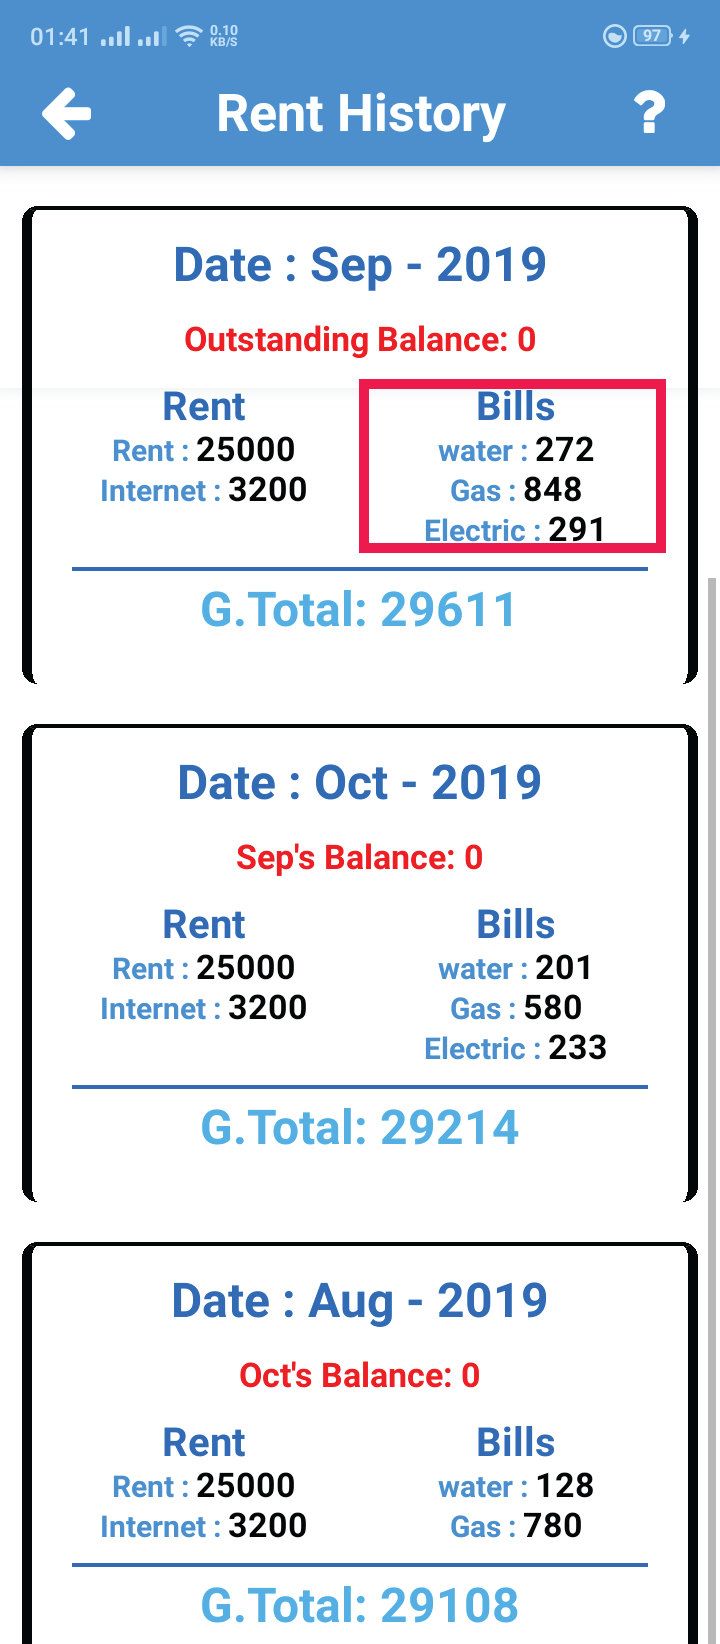 01:41 0.10 KB/S 97
Rent History ?
Date : Sep - 2019
Outstanding Balance: 0
Rent Bills
Rent : 25000 water : 272
Internet : 3200 Gas : 848
Electric : 291
G.Total: 29611
Date : Oct - 2019
Sep's Balance: 0
Rent Bills
Rent : 25000 water : 201
Internet : 3200 Gas : 580
Electric : 233
G.Total: 29214
Date : Aug - 2019
Oct's Balance: 0
Rent Bills
Rent : 25000 water : 128
Internet : 3200 Gas : 780
G.Total: 29108